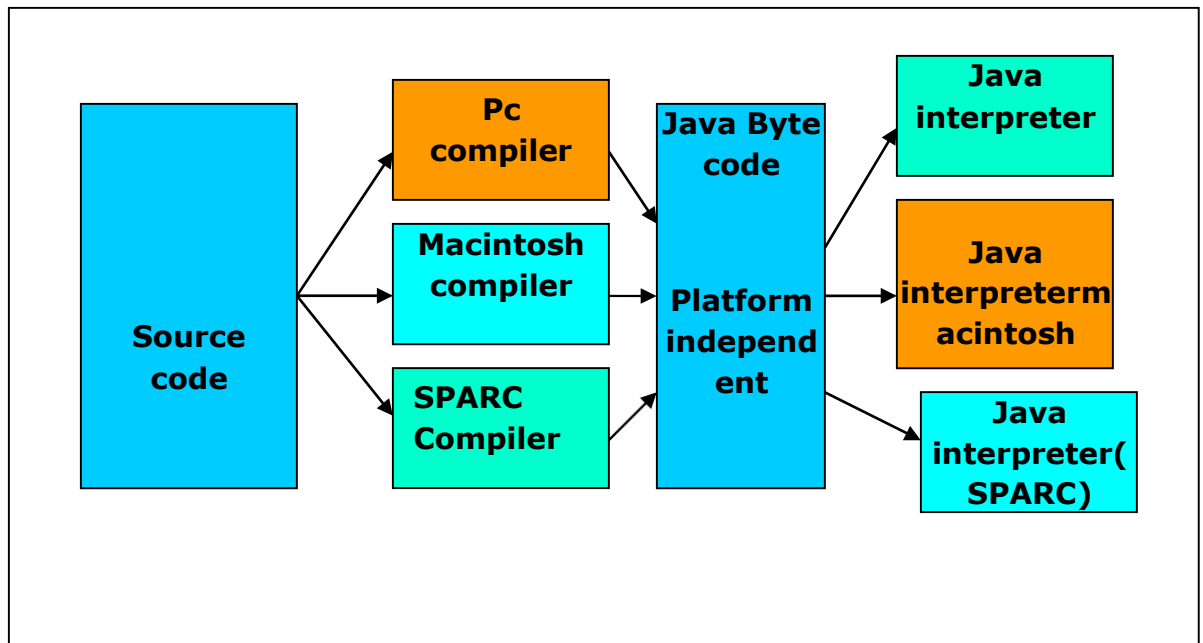 Source
code
Pc
compiler
Macintosh
compiler
SPARC
Compiler
Java Byte
code
Platform
independ
ent
Java
interpreter
Java
interpreterm
acintosh
Java
interpreter(
SPARC)